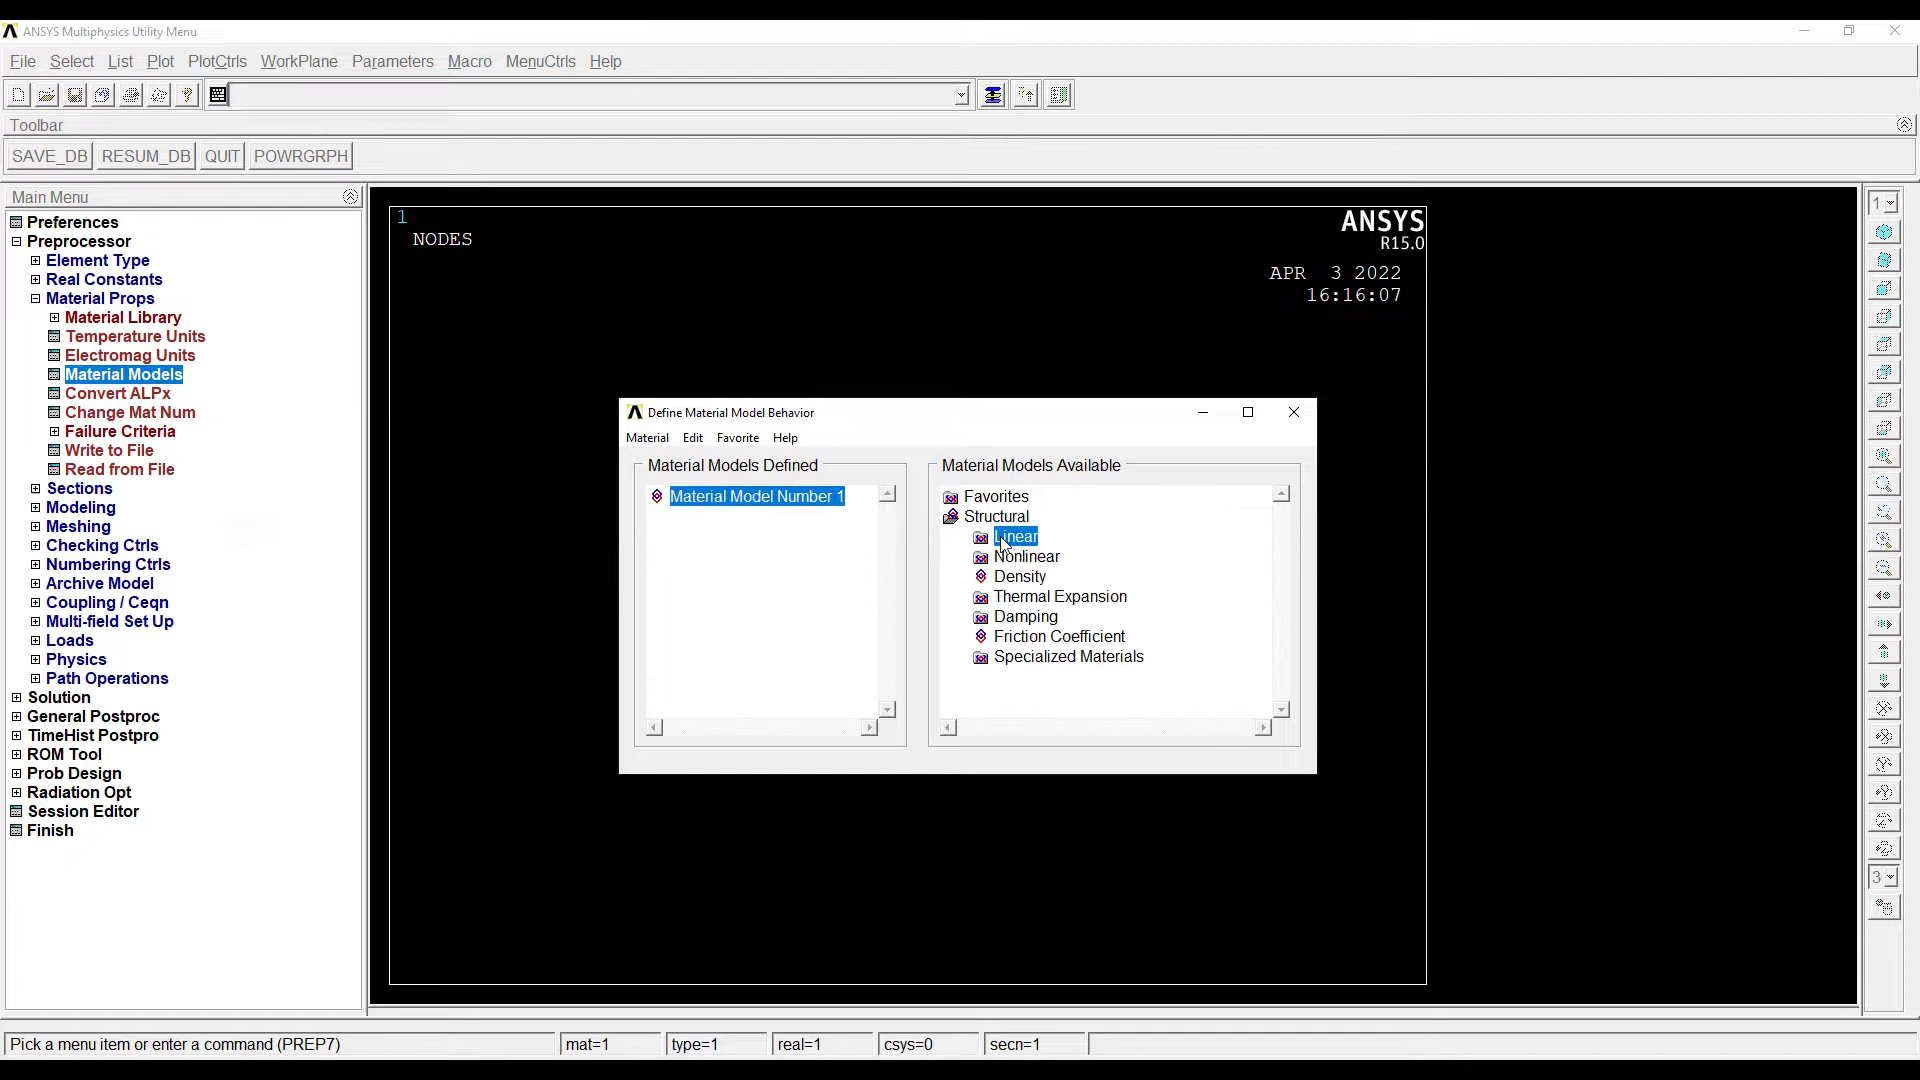 ANSYS Multiphysics Utility Menu
File Select List Plot PlotCtrls WorkPlane Parameters Macro MenuCtrls Help
Toolbar
SAVE_DB RESUM_DB QUIT POWRGRPH
Main Menu
Preferences
Preprocessor
Element Type
Real Constants
Material Props
Material Library
Temperature Units
Electromag Units
Material Models
Convert ALPx
Change Mat Num
Failure Criteria
Write to File
Read from File
Sections
Modeling
Meshing
Checking Ctrls
Numbering Ctrls
Archive Model
Coupling / Ceqn
Multi-field Set Up
Loads
Physics
Path Operations
Solution
General Postproc
TimeHist Postpro
ROM Tool
Prob Design
Radiation Opt
Session Editor
Finish
1
NODES
ANSYS
R15.0
APR 3 2022
16:16:07
Define Material Model Behavior
Material Edit Favorite Help
Material Models Defined
Material Model Number 1
Material Models Available
Favorites
Structural
Linear
Nonlinear
Density
Thermal Expansion
Damping
Friction Coefficient
Specialized Materials
1
3
Pick a menu item or enter a command (PREP7) mat=1 type=1 real=1 csys=0 secn=1